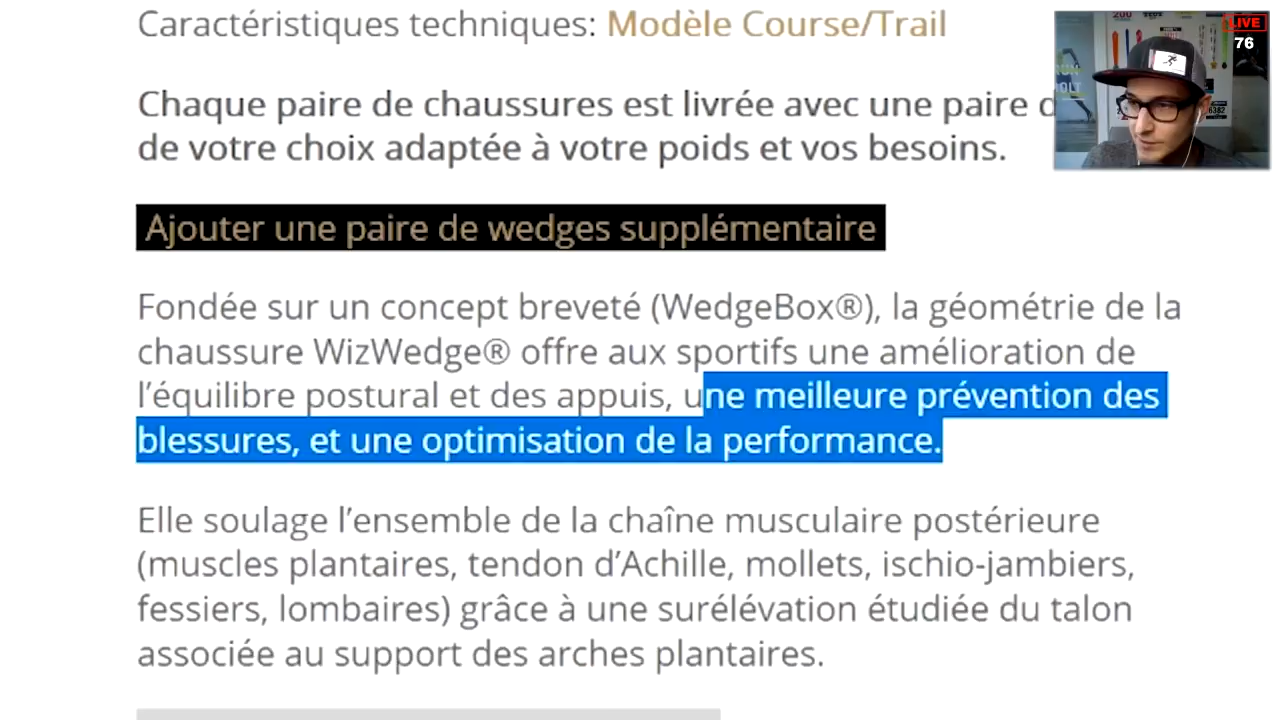 Caractéristiques techniques: Modèle Course/Trail
LIVE
76
Chaque paire de chaussures est livrée avec une paire
de votre choix adaptée à votre poids et vos besoins.
Ajouter une paire de wedges supplémentaire
Fondée sur un concept breveté (WedgeBox®), la géométrie de la
chaussure WizWedge® offre aux sportifs une amélioration de
l’équilibre postural et des appuis, une meilleure prévention des
blessures, et une optimisation de la performance.
Elle soulage l’ensemble de la chaîne musculaire postérieure
(muscles plantaires, tendon d’Achille, mollets, ischio-jambiers,
fessiers, lombaires) grâce à une surélévation étudiée du talon
associée au support des arches plantaires.